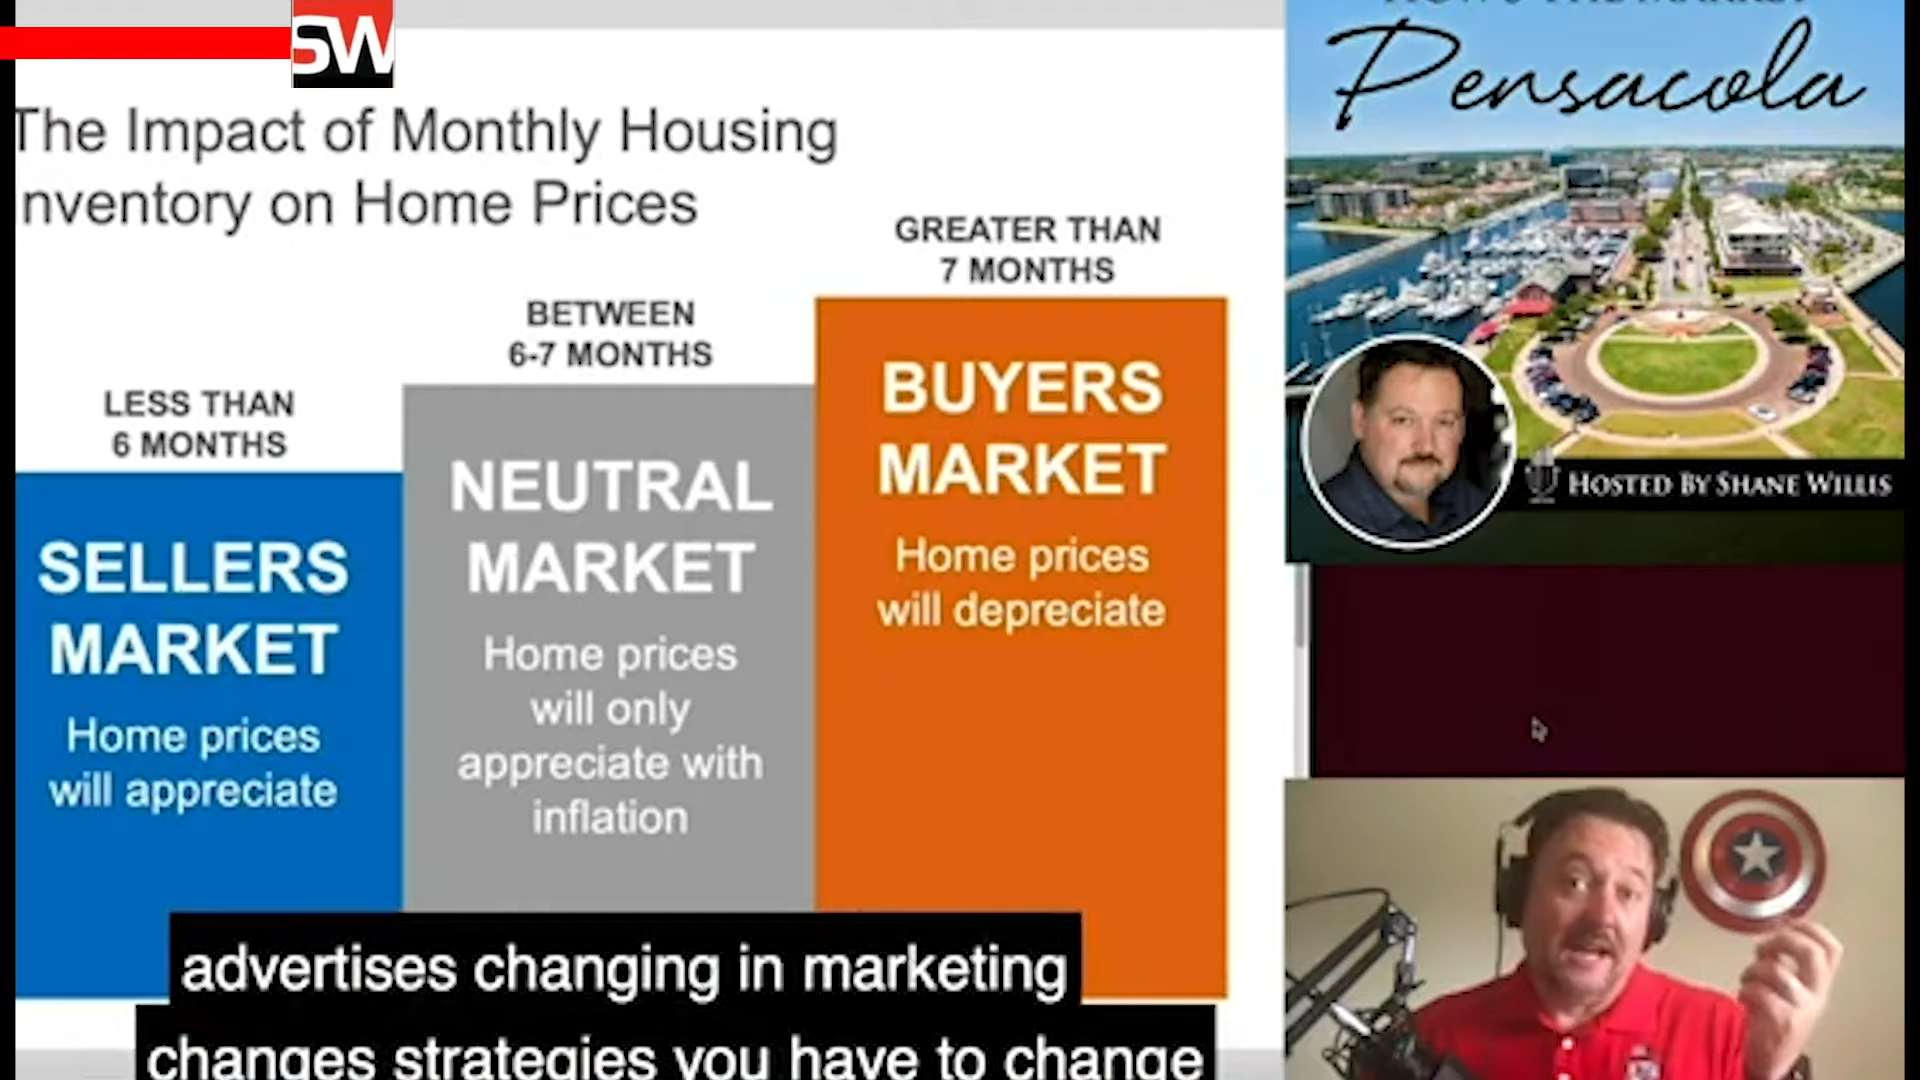 SW
The Impact of Monthly Housing
nventory on Home Prices
LESS THAN
6 MONTHS
SELLERS
MARKET
Home prices
will appreciate
BETWEEN
6-7 MONTHS
NEUTRAL
MARKET
Home prices
will only
appreciate with
inflation
GREATER THAN
7 MONTHS
BUYERS
MARKET
Home prices
will depreciate
Pensacola
HOSTED BY SHANE WILLIS
advertises changing in marketing
changes strategies you have to change